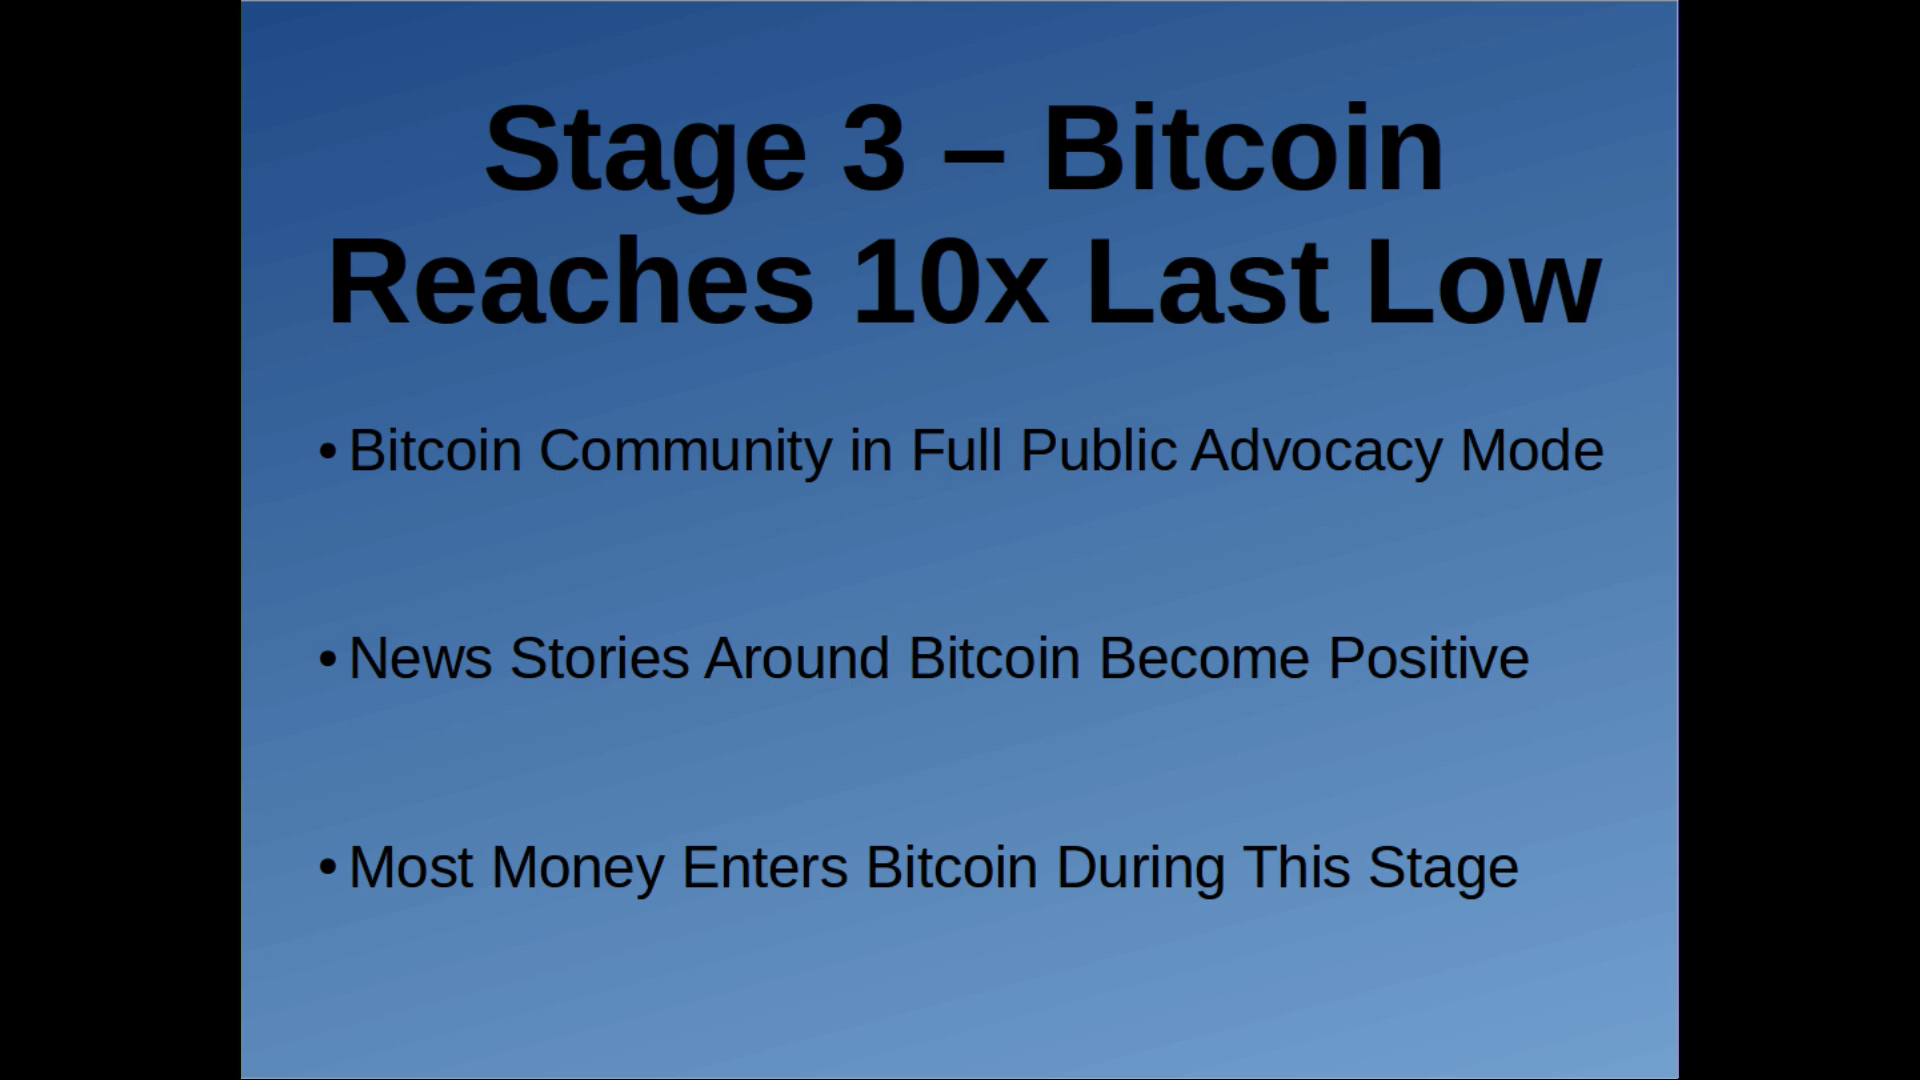 Stage 3 – Bitcoin
Reaches 10x Last Low
• Bitcoin Community in Full Public Advocacy Mode
• News Stories Around Bitcoin Become Positive
• Most Money Enters Bitcoin During This Stage